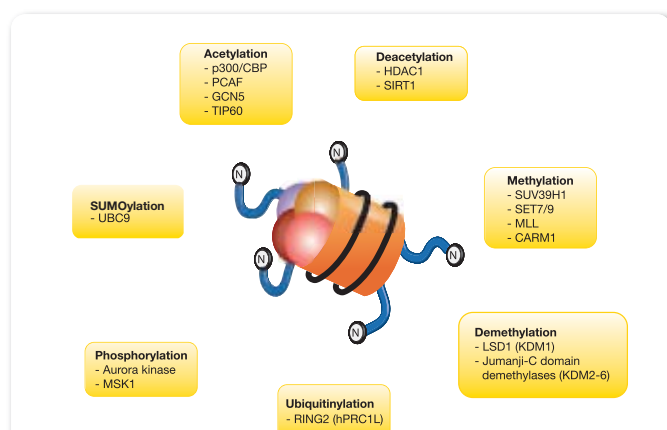 Acetylation
- p300/CBP
- PCAF
- GCN5
- TIP60
Deacetylation
- HDAC1
- SIRT1
N
N
Methylation
- SUV39H1
- SET7/9
- MLL
- CARM1
SUMOylation
- UBC9
N
N
N
Demethylation
- LSD1 (KDM1)
- Jumanji-C domain
demethylases (KDM2-6)
Phosphorylation
- Aurora kinase
- MSK1
Ubiquitinylation
- RING2 (hPRC1L)